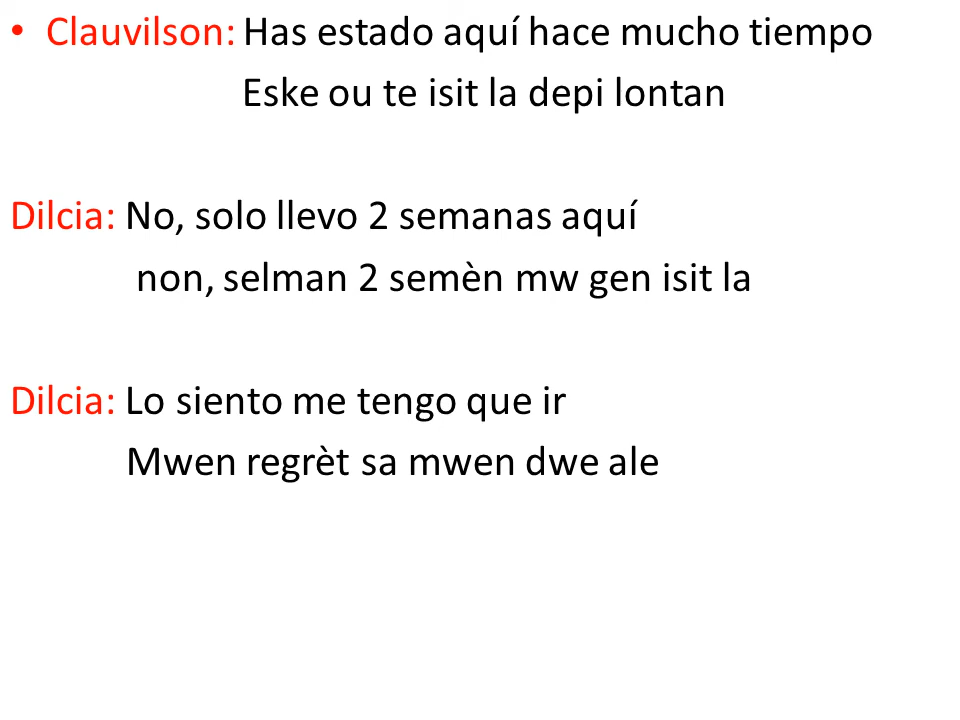 • Clauvilson: Has estado aquí hace mucho tiempo
Eske ou te isit la depi lontan
Dilcia: No, solo llevo 2 semanas aquí
non, selman 2 semèn mw gen isit la
Dilcia: Lo siento me tengo que ir
Mwen regrèt sa mwen dwe ale